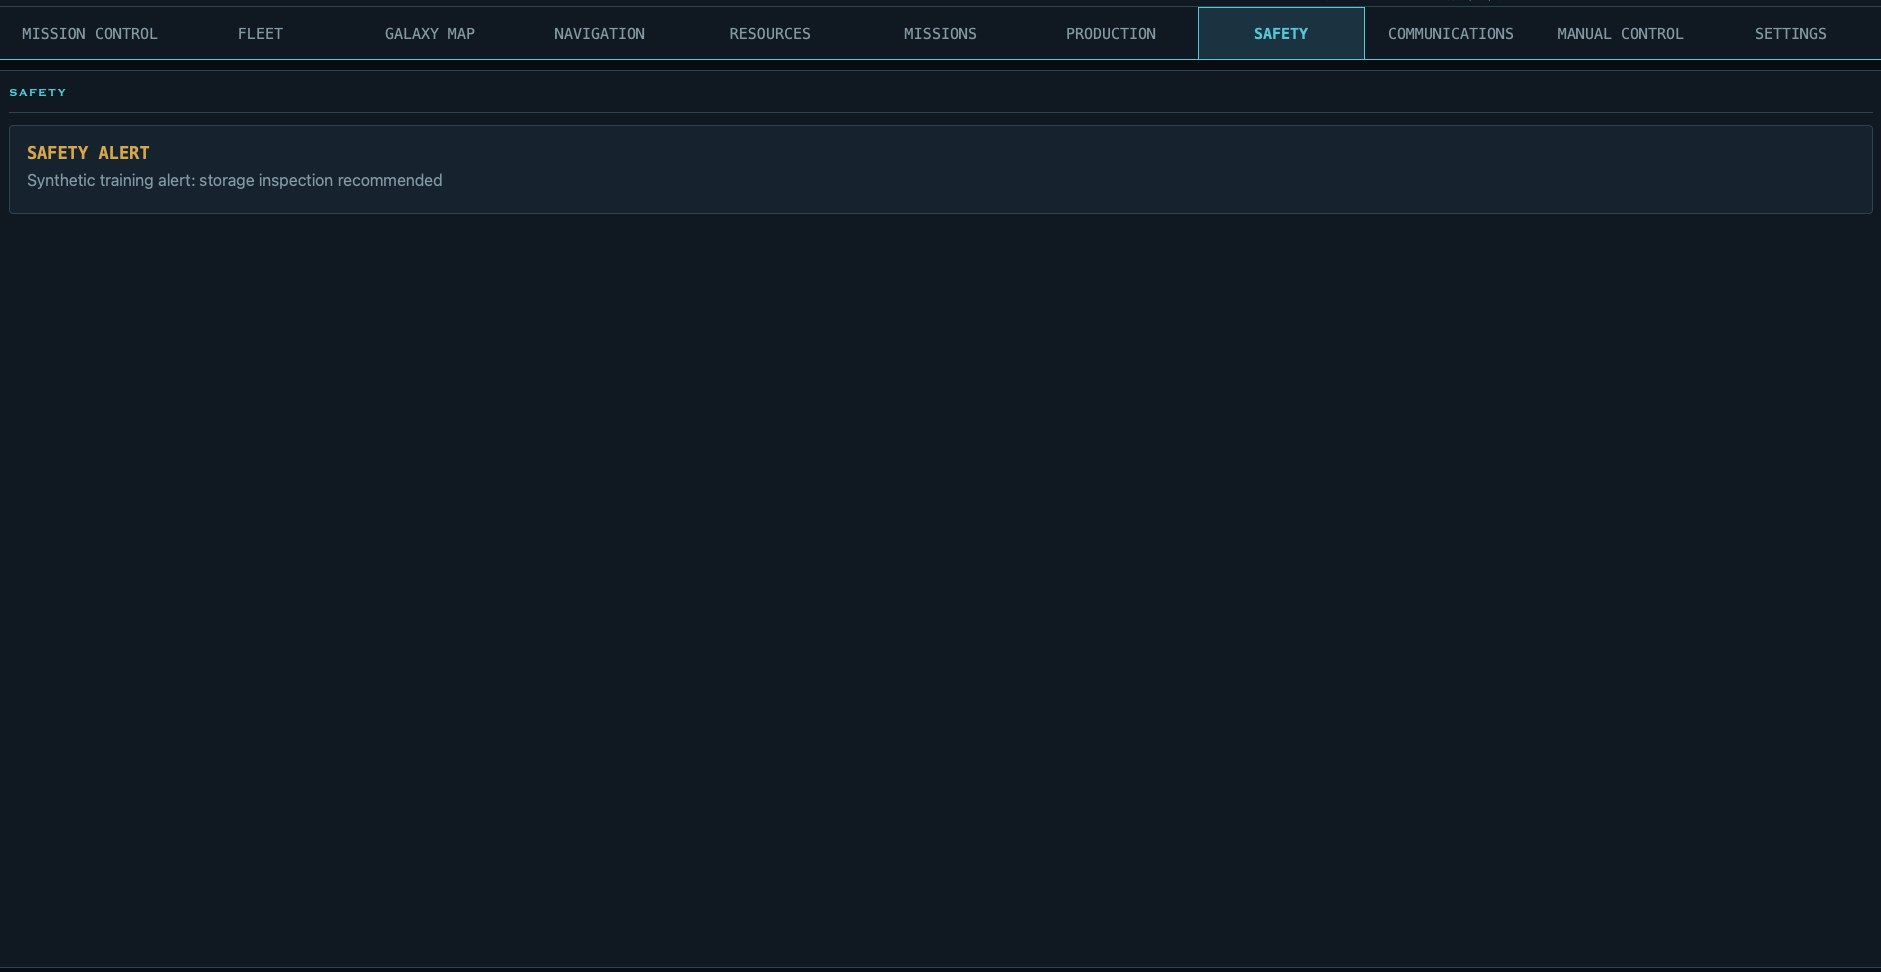 MISSION CONTROL FLEET GALAXY MAP NAVIGATION RESOURCES MISSIONS PRODUCTION SAFETY COMMUNICATIONS MANUAL CONTROL SETTINGS
SAFETY
SAFETY ALERT
Synthetic training alert: storage inspection recommended